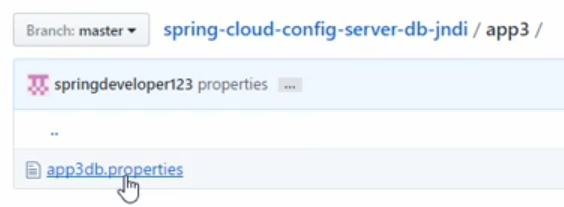 Branch: master spring-cloud-config-server-db-jndi / app3 /
springdeveloper123 properties ...
..
app3db.properties